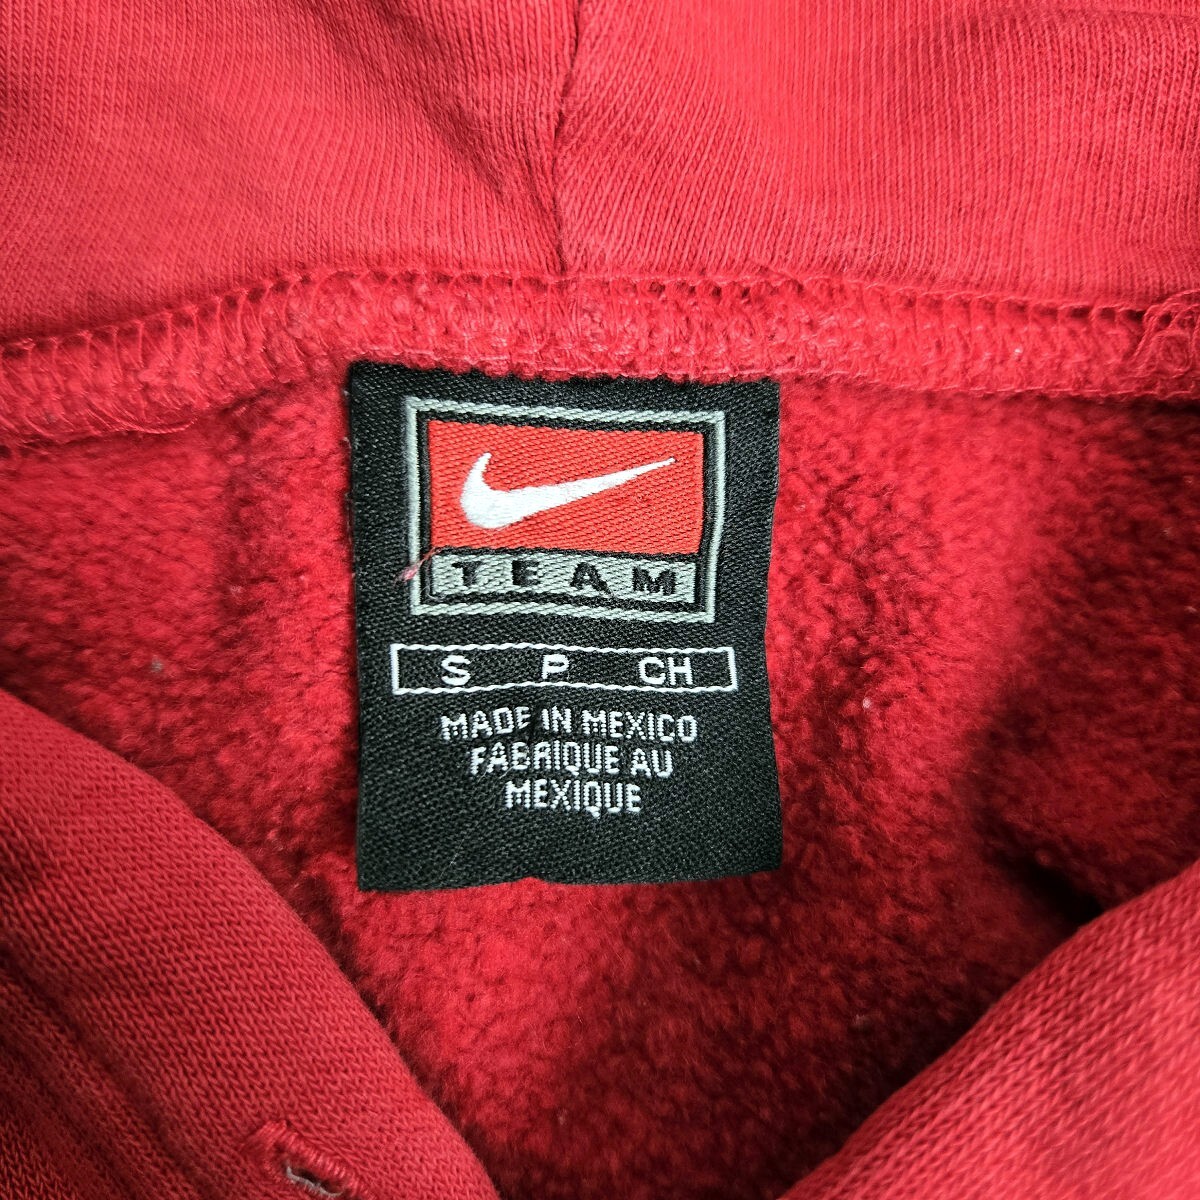 TEAM
S P CH
MADE IN MEXICO
FABRIQUE AU
MEXIQUE